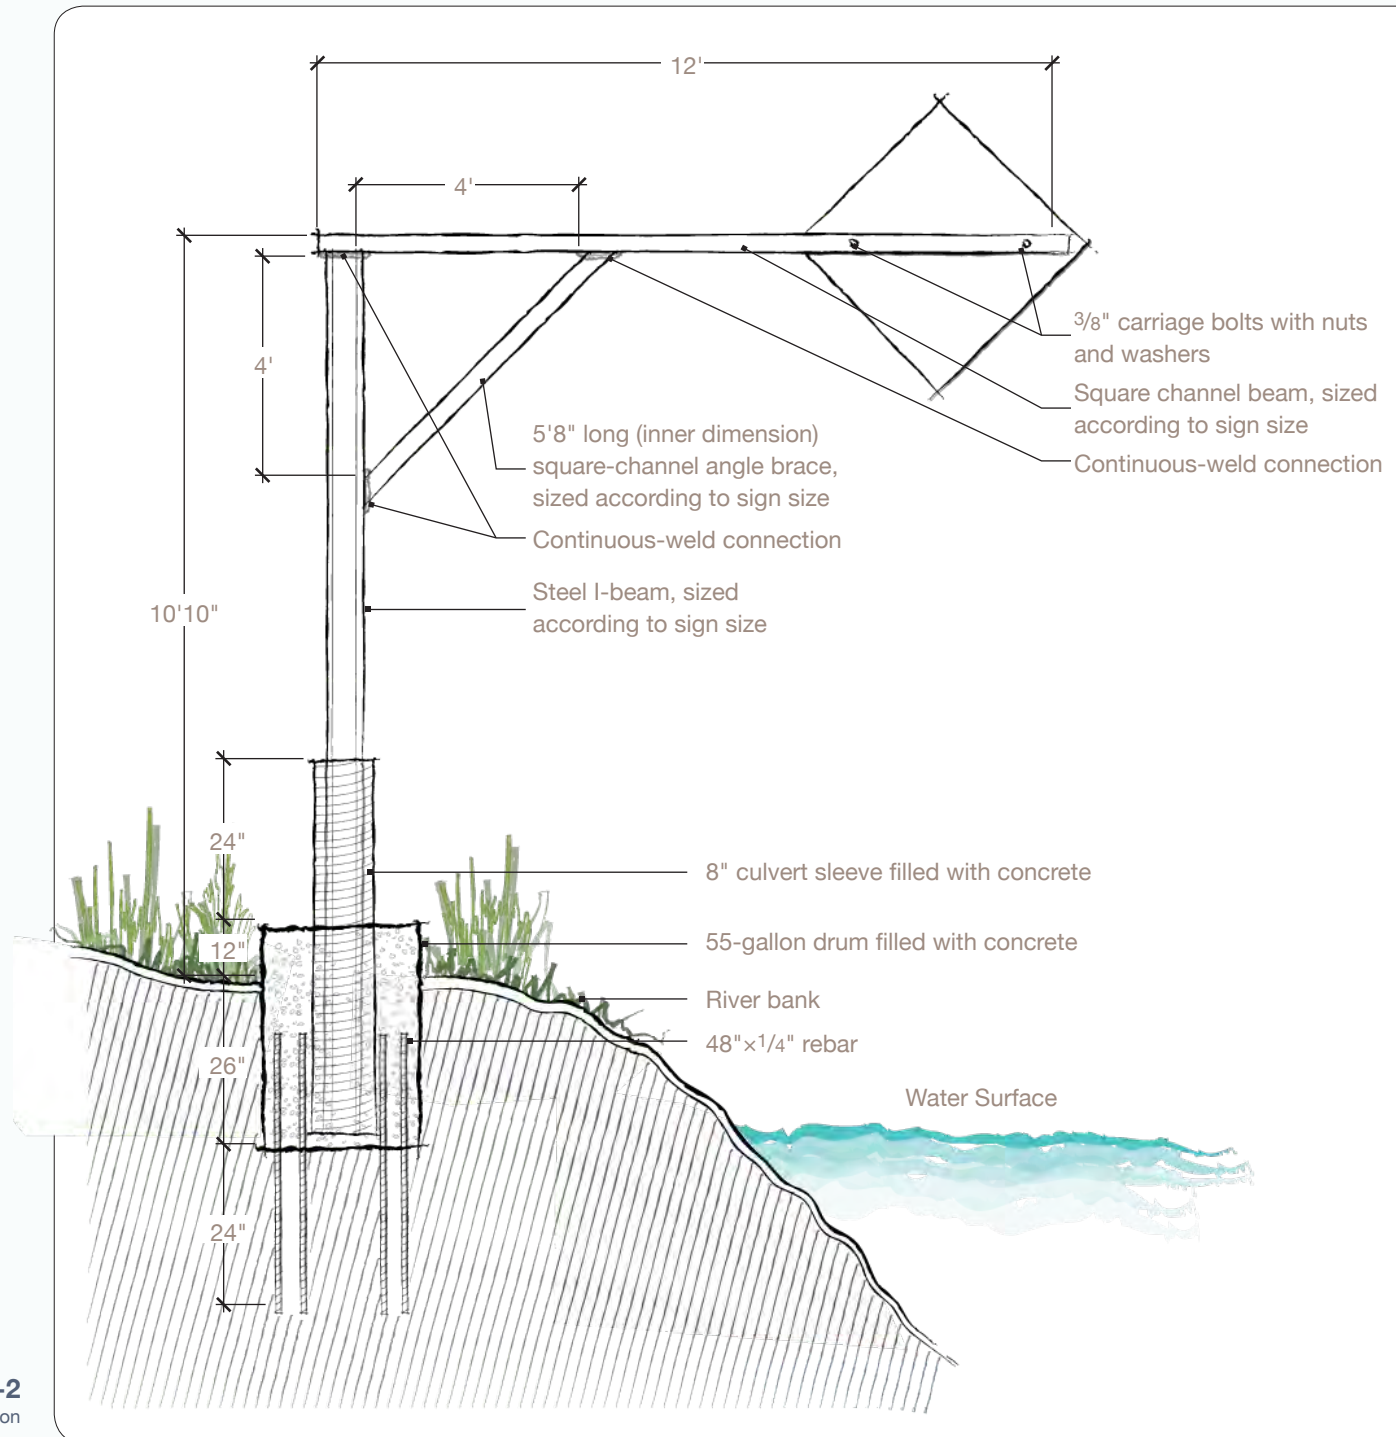 12'
4'
4'
3/8" carriage bolts with nuts
and washers
Square channel beam, sized
according to sign size
Continuous-weld connection
5'8" long (inner dimension)
square-channel angle brace,
sized according to sign size
Continuous-weld connection
Steel I-beam, sized
according to sign size
10'10"
24"
8" culvert sleeve filled with concrete
12"
55-gallon drum filled with concrete
River bank
48"×1/4" rebar
26"
Water Surface
24"
-2
on